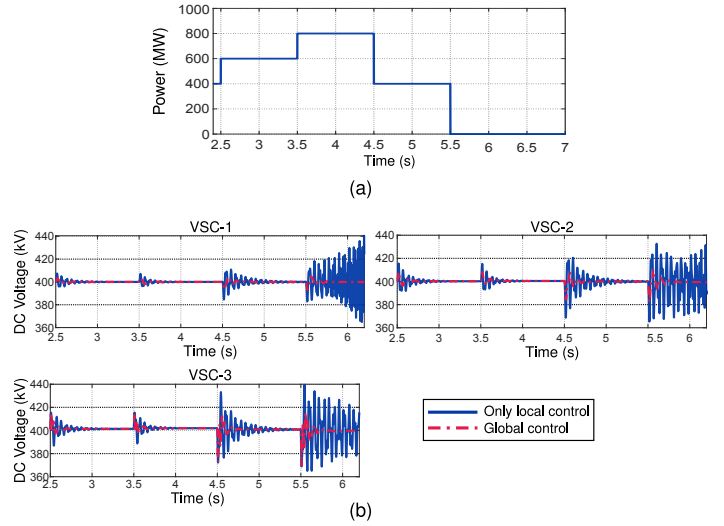 1000
800
600
400
200
0
Power (MW)
2.5 3 3.5 4 4.5 5 5.5 6 6.5 7
Time (s)
(a)
VSC-1
DC Voltage (kV)
440
420
400
380
360
2.5 3 3.5 4 4.5 5 5.5 6
Time (s)
VSC-2
440
420
400
380
360
2.5 3 3.5 4 4.5 5 5.5 6
Time (s)
VSC-3
DC Voltage (kV)
440
420
400
380
360
2.5 3 3.5 4 4.5 5 5.5 6
Time (s)
Only local control
Global control
(b)